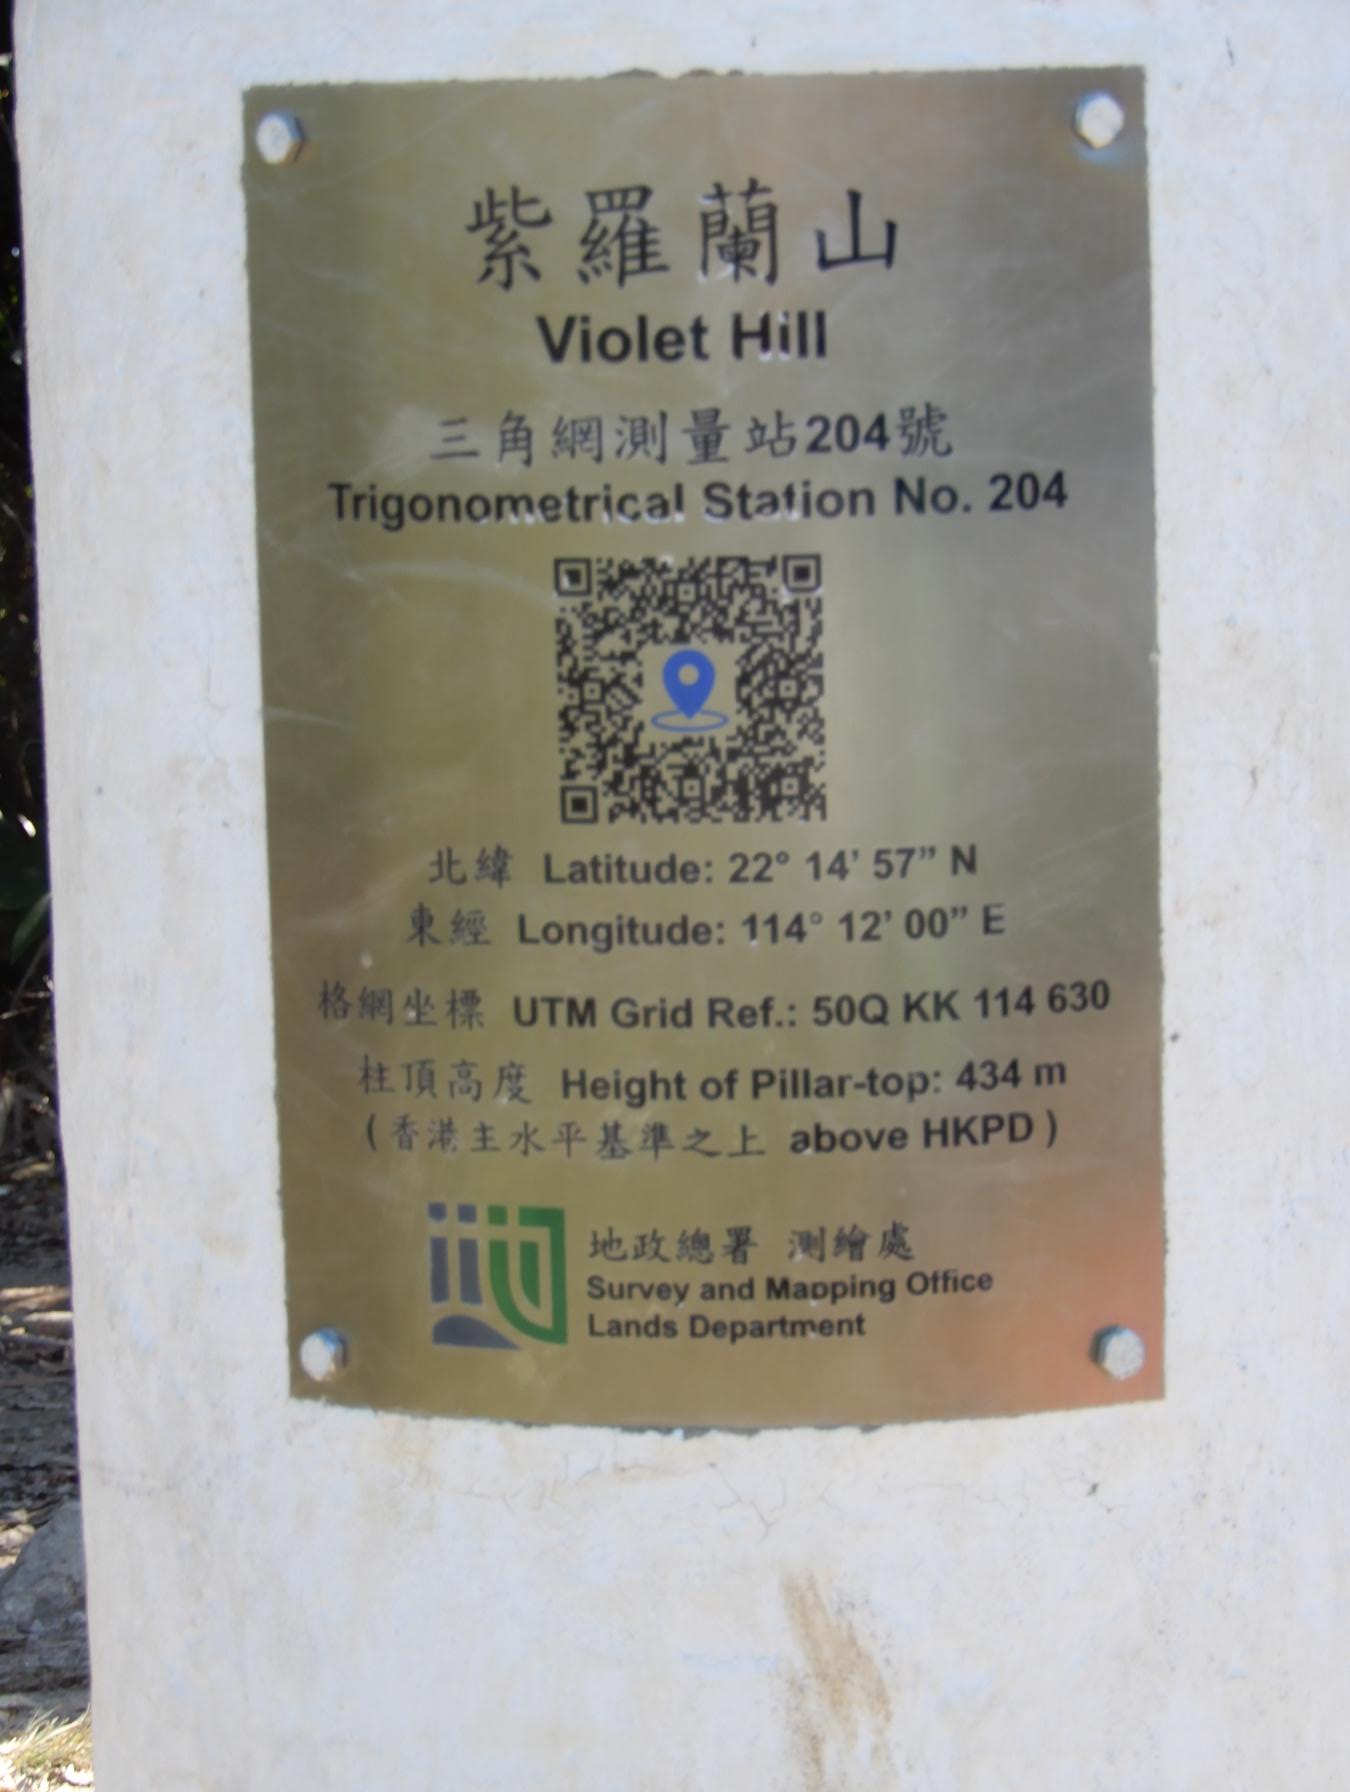 紫羅蘭山
Violet Hill
三角網測量站204號
Trigonometrical Station No. 204
北緯 Latitude: 22° 14’ 57” N
東經 Longitude: 114° 12’ 00” E
格網坐標 UTM Grid Ref.: 50Q KK 114 630
柱頂高度 Height of Pillar-top: 434 m
(香港主水平基準之上 above HKPD)
地政總署 測繪處
Survey and Mapping Office
Lands Department